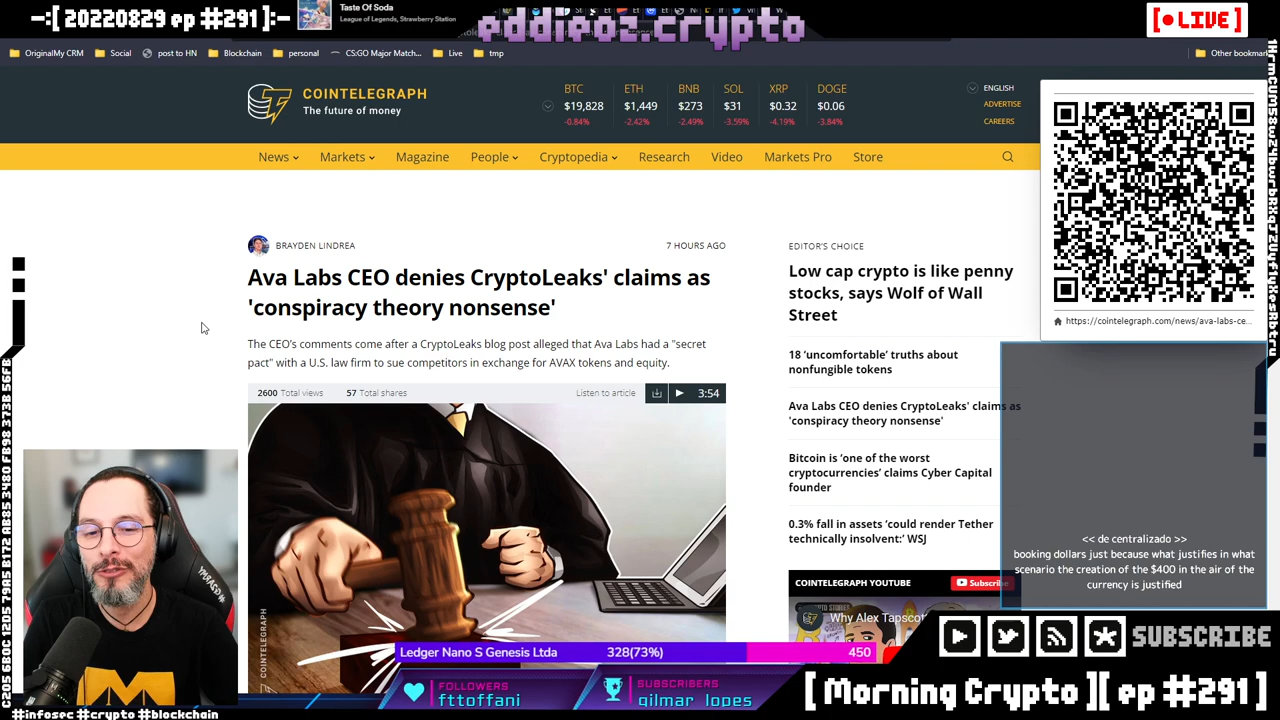 –:[ 20220829 ep #291]:–
Taste Of Soda
League of Legends, Strawberry Station
eddieoz.crypto
[•LIVE]
OriginalMy CRM
Social
post to HN
Blockchain
personal
CS:GO Major Match...
Live
tmp
Other bookmar
COINTELEGRAPH
The future of money
BTC ETH BNB SOL XRP DOGE
$19,828 $1,449 $273 $31 $0.32 $0.06
-0.84% -2.42% -2.49% -3.59% -4.19% -3.84%
ENGLISH
ADVERTISE
CAREERS
News Markets Magazine People Cryptopedia Research Video Markets Pro Store
BRAYDEN LINDREA
7 HOURS AGO
Ava Labs CEO denies CryptoLeaks' claims as
'conspiracy theory nonsense'
The CEO's comments come after a CryptoLeaks blog post alleged that Ava Labs had a "secret
pact" with a U.S. law firm to sue competitors in exchange for AVAX tokens and equity.
2600 Total views 57 Total shares
Listen to article
3:54
COINTELEGRAPH
EDITOR'S CHOICE
Low cap crypto is like penny
stocks, says Wolf of Wall
Street
18 'uncomfortable' truths about
nonfungible tokens
Ava Labs CEO denies CryptoLeaks' claims as
'conspiracy theory nonsense'
Bitcoin is 'one of the worst
cryptocurrencies' claims Cyber Capital
founder
0.3% fall in assets 'could render Tether
technically insolvent:' WSJ
COINTELEGRAPH YOUTUBE
Subscribe
Why Alex Tapscot
https://cointelegraph.com/news/ava-labs-ce...
<< de centralizado >>
booking dollars just because what justifies in what
scenario the creation of the $400 in the air of the
currency is justified
SUBSCRIBE
Ledger Nano S Genesis Ltda 328(73%) 450
FOLLOWERS
fttoffani
SUBSCRIBERS
gilmar_lopes
[ Morning Crypto ][ ep #291 ]
#infosec #crypto #blockchain